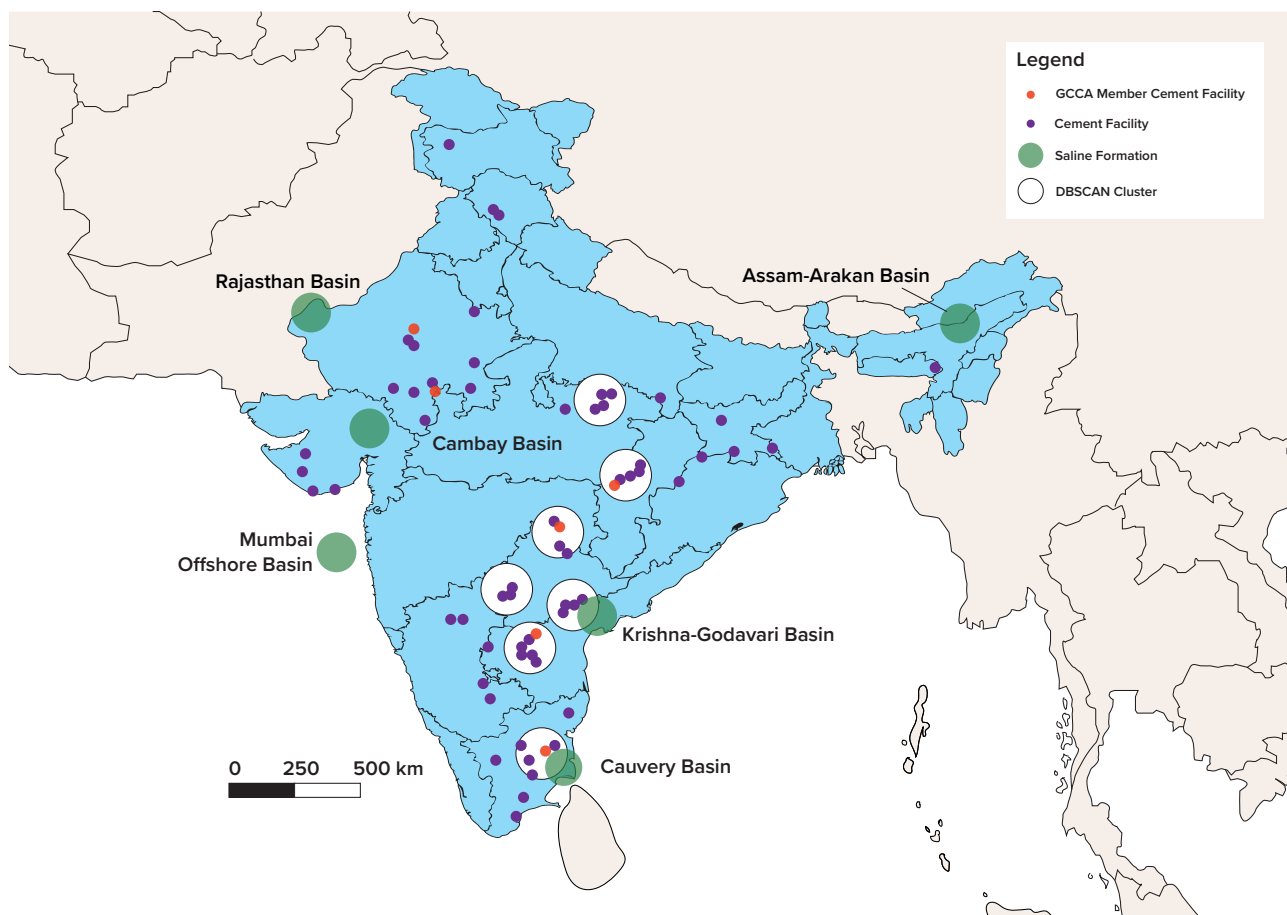 Legend
GCCA Member Cement Facility
Cement Facility
Saline Formation
DBSCAN Cluster
Rajasthan Basin
Assam-Arakan Basin
Cambay Basin
Mumbai
Offshore Basin
Krishna-Godavari Basin
Cauvery Basin
0 250 500 km